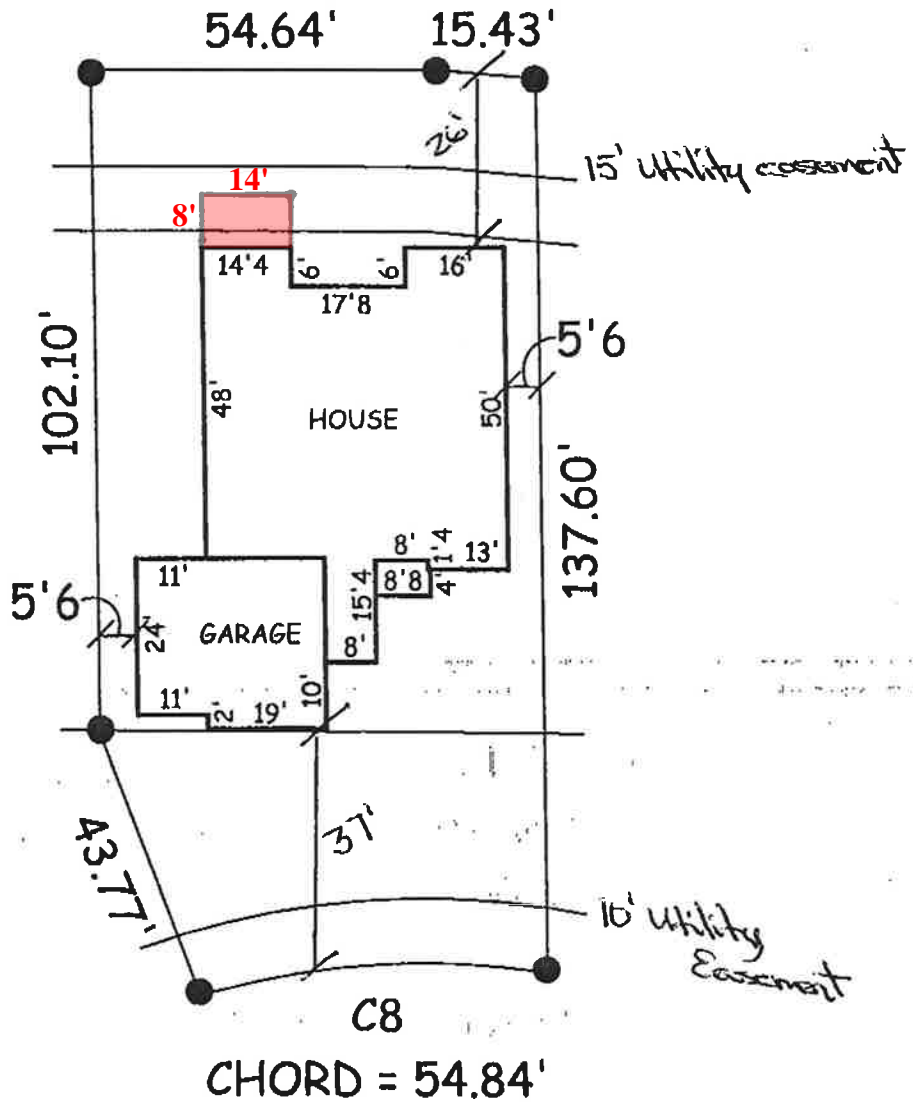 54.64' 15.43'
26'
15' Utility easement
14'
8'
14'4 6' 6' 16'
17'8
102.10'
5'6
48'
HOUSE
50'
137.60'
8' 1'4 13'
11'
8'8 4'
15'4
5'6
24'
GARAGE
8'
11' 2' 19' 10'
37'
43.77'
10' Utility
Easement
C8
CHORD = 54.84'